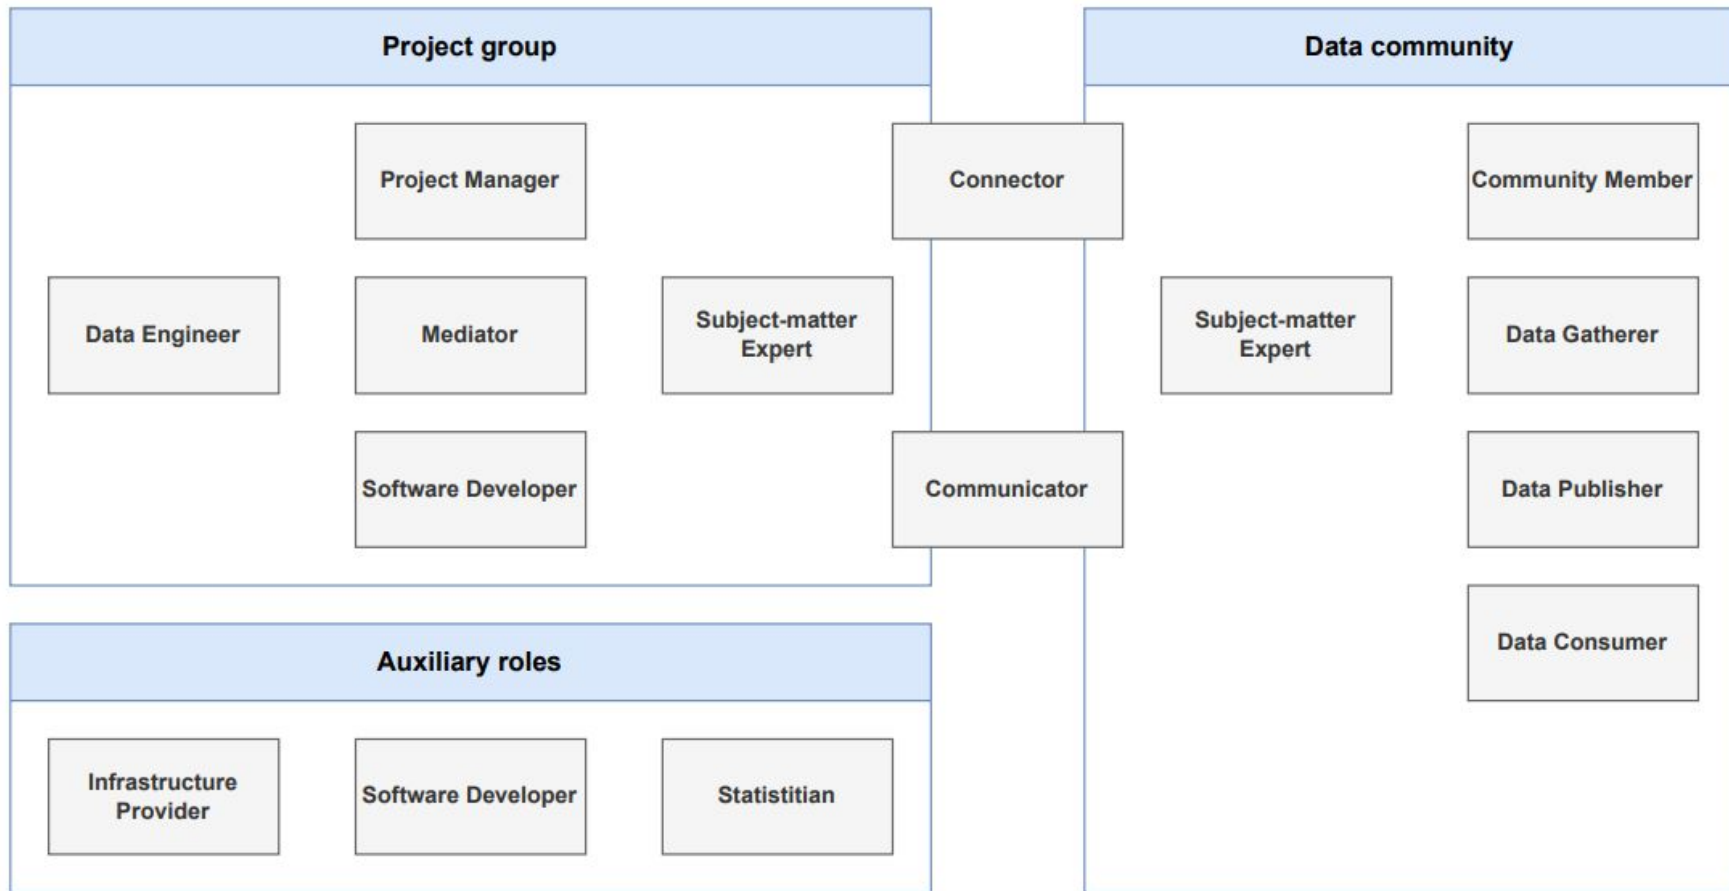 Project group
Data community
Project Manager
Connector
Community Member
Data Engineer
Mediator
Subject-matter
Expert
Subject-matter
Expert
Data Gatherer
Software Developer
Communicator
Data Publisher
Data Consumer
Auxiliary roles
Infrastructure
Provider
Software Developer
Statistitian